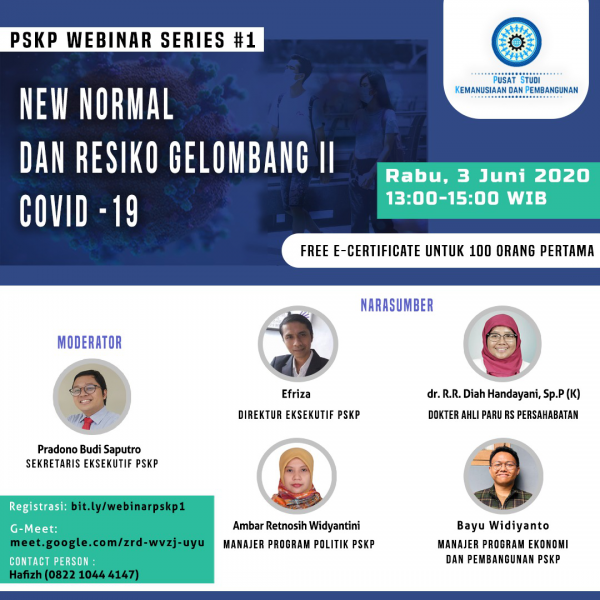 PSKP WEBINAR SERIES #1
PUSAT STUDI
KEMANUSIAAN DAN PEMBANGUNAN
NEW NORMAL
DAN RESIKO GELOMBANG II
COVID -19
Rabu, 3 Juni 2020
13:00-15:00 WIB
FREE E-CERTIFICATE UNTUK 100 ORANG PERTAMA
NARASUMBER
MODERATOR
Pradono Budi Saputro
SEKRETARIS EKSEKUTIF PSKP
Efriza
DIREKTUR EKSEKUTIF PSKP
dr. R.R. Diah Handayani, Sp.P (K)
DOKTER AHLI PARU RS PERSAHABATAN
Ambar Retnosih Widyantini
MANAJER PROGRAM POLITIK PSKP
Bayu Widiyanto
MANAJER PROGRAM EKONOMI
DAN PEMBANGUNAN PSKP
Registrasi: bit.ly/webinarpskp1
G-Meet:
meet.google.com/zrd-wvzj-uyu
CONTACT PERSON :
Hafizh (0822 1044 4147)